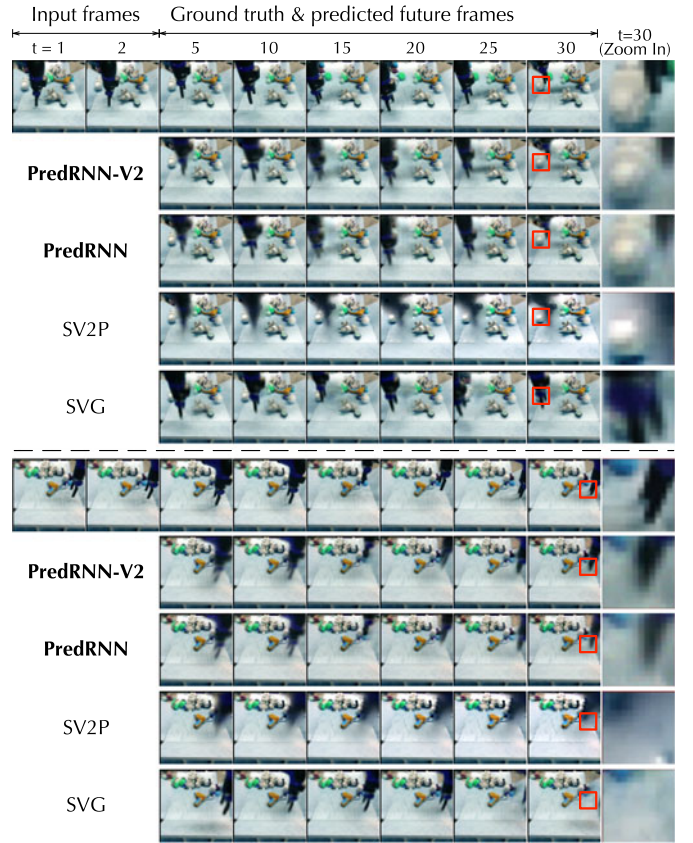 Input frames Ground truth & predicted future frames t=30
t = 1 2 5 10 15 20 25 30 (Zoom In)
PredRNN-V2
PredRNN
SV2P
SVG
PredRNN-V2
PredRNN
SV2P
SVG